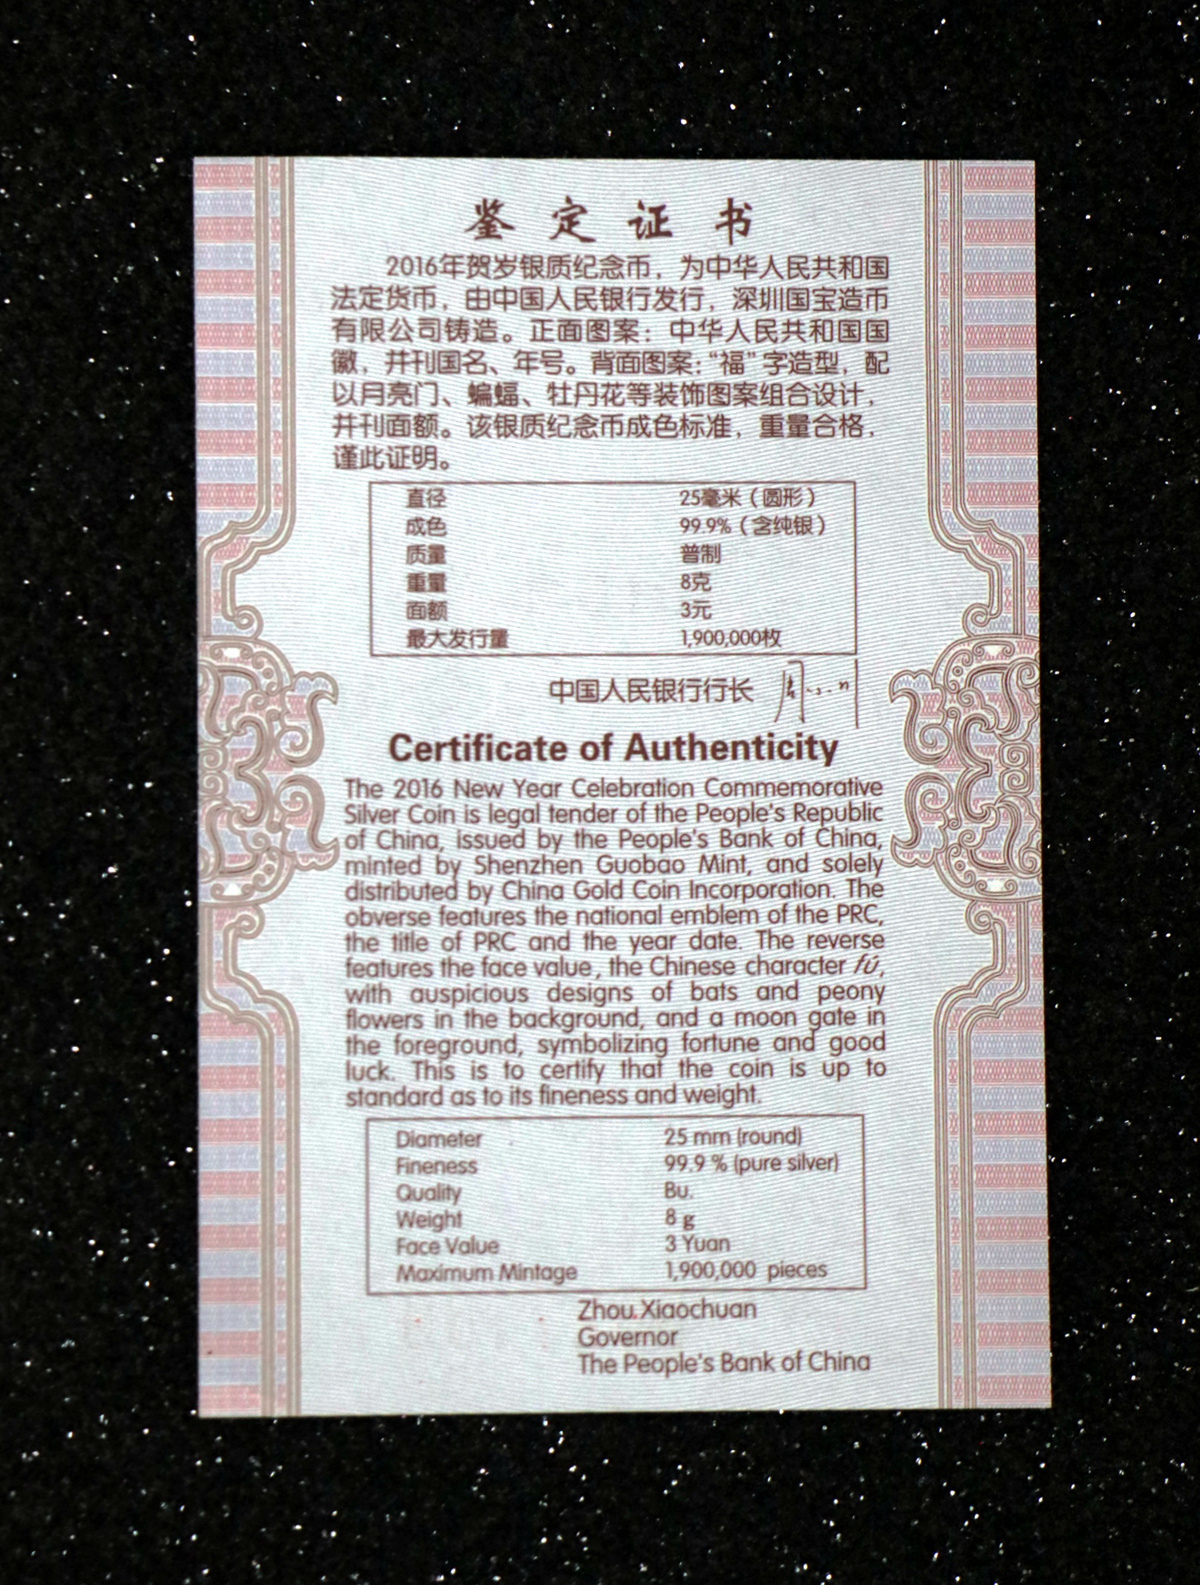 鉴定证书
2016年贺岁银质纪念币，为中华人民共和国
法定货币，由中国人民银行发行，深圳国宝造币
有限公司铸造。正面图案：中华人民共和国国
徽，并刊国名、年号。背面图案：“福”字造型，配
以月亮门、蝙蝠、牡丹花等装饰图案组合设计，
并刊面额。该银质纪念币成色标准，重量合格，
谨此证明。
直径 25毫米（圆形）
成色 99.9%（含纯银）
质量 普制
重量 8克
面额 3元
最大发行量 1,900,000枚
中国人民银行行长
Certificate of Authenticity
The 2016 New Year Celebration Commemorative
Silver Coin is legal tender of the People's Republic
of China, issued by the People's Bank of China,
minted by Shenzhen Guobao Mint, and solely
distributed by China Gold Coin Incorporation. The
obverse features the national emblem of the PRC,
the title of PRC and the year date. The reverse
features the face value, the Chinese character fú,
with auspicious designs of bats and peony
flowers in the background, and a moon gate in
the foreground, symbolizing fortune and good
luck. This is to certify that the coin is up to
standard as to its fineness and weight.
Diameter 25 mm (round)
Fineness 99.9 % (pure silver)
Quality Bu.
Weight 8 g
Face Value 3 Yuan
Maximum Mintage 1,900,000 pieces
Zhou Xiaochuan
Governor
The People's Bank of China